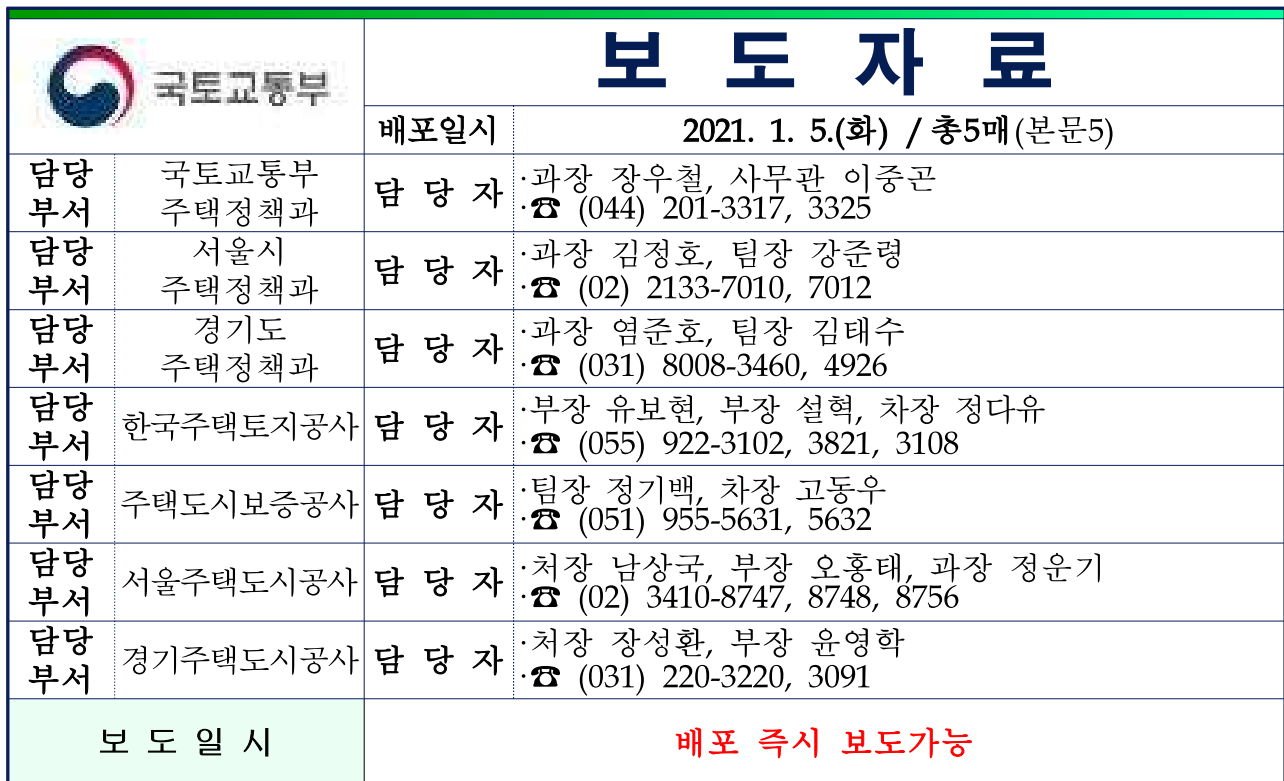 국토교통부
보 도 자 료
배포일시 2021. 1. 5.(화) / 총5매(본문5)
담당 부서 국토교통부 주택정책과 담 당 자 ·과장 장우철, 사무관 이중곤
·☎ (044) 201-3317, 3325
담당 부서 서울시 주택정책과 담 당 자 ·과장 김정호, 팀장 강준령
·☎ (02) 2133-7010, 7012
담당 부서 경기도 주택정책과 담 당 자 ·과장 염준호, 팀장 김태수
·☎ (031) 8008-3460, 4926
담당 부서 한국주택토지공사 담 당 자 ·부장 유보현, 부장 설혁, 차장 정다유
·☎ (055) 922-3102, 3821, 3108
담당 부서 주택도시보증공사 담 당 자 ·팀장 정기백, 차장 고동우
·☎ (051) 955-5631, 5632
담당 부서 서울주택도시공사 담 당 자 ·처장 남상국, 부장 오홍태, 과장 정운기
·☎ (02) 3410-8747, 8748, 8756
담당 부서 경기주택도시공사 담 당 자 ·처장 장성환, 부장 윤영학
·☎ (031) 220-3220, 3091
보 도 일 시 배포 즉시 보도가능